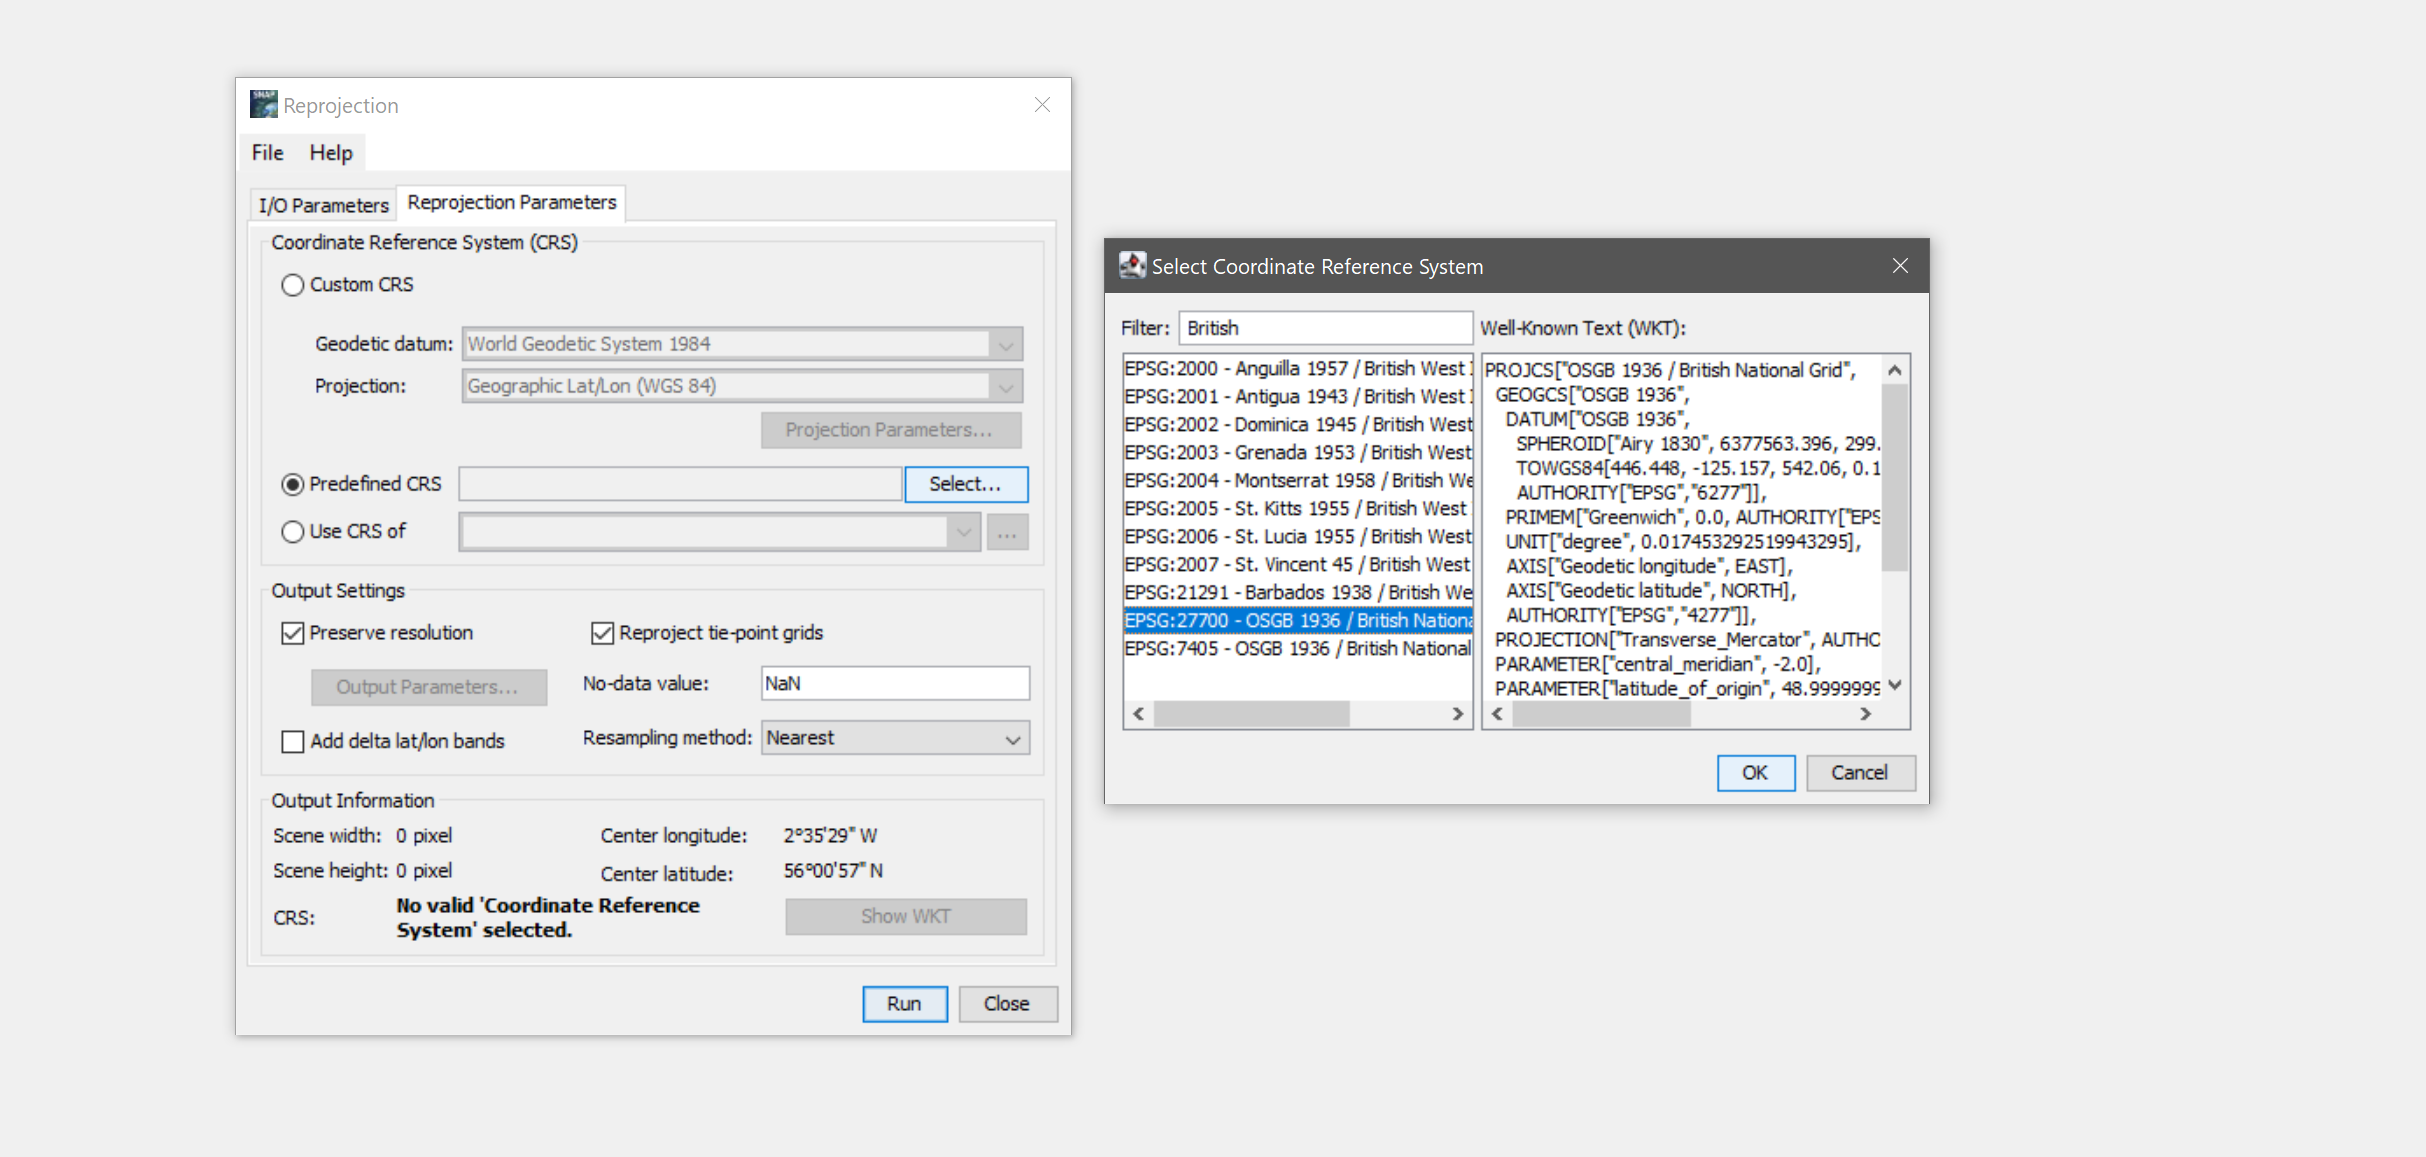 SNAP
Reprojection
File Help
I/O Parameters Reprojection Parameters
Coordinate Reference System (CRS)
Custom CRS
Geodetic datum: World Geodetic System 1984
Projection: Geographic Lat/Lon (WGS 84)
Projection Parameters...
Predefined CRS Select...
Use CRS of ...
Output Settings
Preserve resolution Reproject tie-point grids
Output Parameters... No-data value: NaN
Add delta lat/lon bands Resampling method: Nearest
Output Information
Scene width: 0 pixel Center longitude: 2°35'29" W
Scene height: 0 pixel Center latitude: 56°00'57" N
CRS: No valid 'Coordinate Reference
System' selected.
Show WKT
Run Close
Select Coordinate Reference System
Filter: British
EPSG:2000 - Anguilla 1957 / British West
EPSG:2001 - Antigua 1943 / British West
EPSG:2002 - Dominica 1945 / British West
EPSG:2003 - Grenada 1953 / British West
EPSG:2004 - Montserrat 1958 / British We
EPSG:2005 - St. Kitts 1955 / British West
EPSG:2006 - St. Lucia 1955 / British West
EPSG:2007 - St. Vincent 45 / British West
EPSG:21291 - Barbados 1938 / British We
EPSG:27700 - OSGB 1936 / British Nationa
EPSG:7405 - OSGB 1936 / British National
Well-Known Text (WKT):
PROJCS["OSGB 1936 / British National Grid",
GEOGCS["OSGB 1936",
DATUM["OSGB 1936",
SPHEROID["Airy 1830", 6377563.396, 299.
TOWGS84[446.448, -125.157, 542.06, 0.1
AUTHORITY["EPSG","6277"]],
PRIMEM["Greenwich", 0.0, AUTHORITY["EPS
UNIT["degree", 0.017453292519943295],
AXIS["Geodetic longitude", EAST],
AXIS["Geodetic latitude", NORTH],
AUTHORITY["EPSG","4277"]],
PROJECTION["Transverse_Mercator", AUTHO
PARAMETER["central_meridian", -2.0],
PARAMETER["latitude_of_origin", 48.9999999
OK Cancel